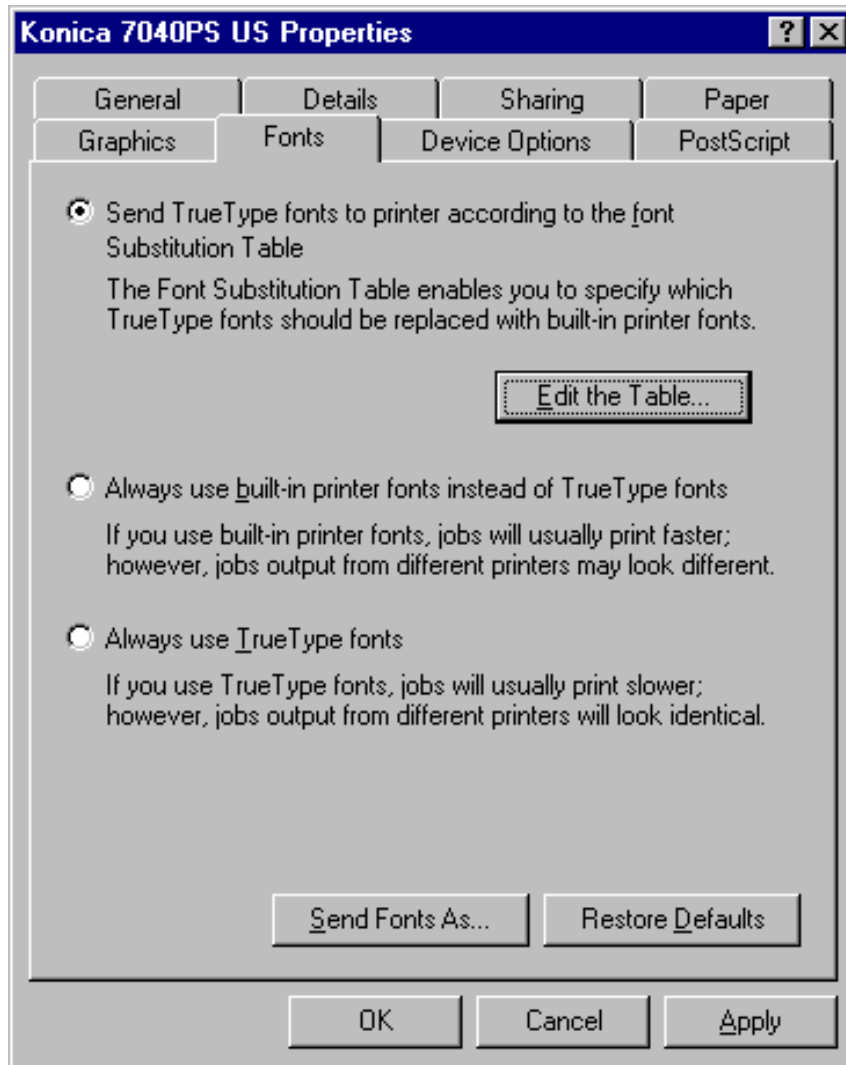 Konica 7040PS US Properties
General Details Sharing Paper
Graphics Fonts Device Options PostScript
Send TrueType fonts to printer according to the font
Substitution Table
The Font Substitution Table enables you to specify which
TrueType fonts should be replaced with built-in printer fonts.
Edit the Table...
Always use built-in printer fonts instead of TrueType fonts
If you use built-in printer fonts, jobs will usually print faster;
however, jobs output from different printers may look different.
Always use TrueType fonts
If you use TrueType fonts, jobs will usually print slower;
however, jobs output from different printers will look identical.
Send Fonts As... Restore Defaults
OK Cancel Apply